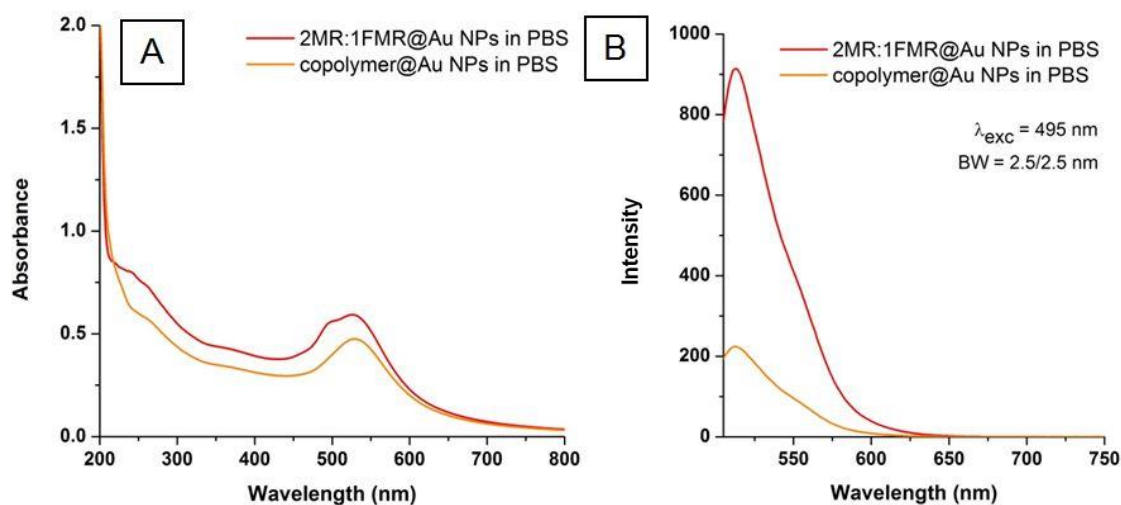 A
2MR:1FMR@Au NPs in PBS
copolymer@Au NPs in PBS
2.0
1.5
1.0
0.5
0.0
Absorbance
200 300 400 500 600 700 800
Wavelength (nm)
B
2MR:1FMR@Au NPs in PBS
copolymer@Au NPs in PBS
λexc = 495 nm
BW = 2.5/2.5 nm
1000
800
600
400
200
0
Intensity
550 600 650 700 750
Wavelength (nm)